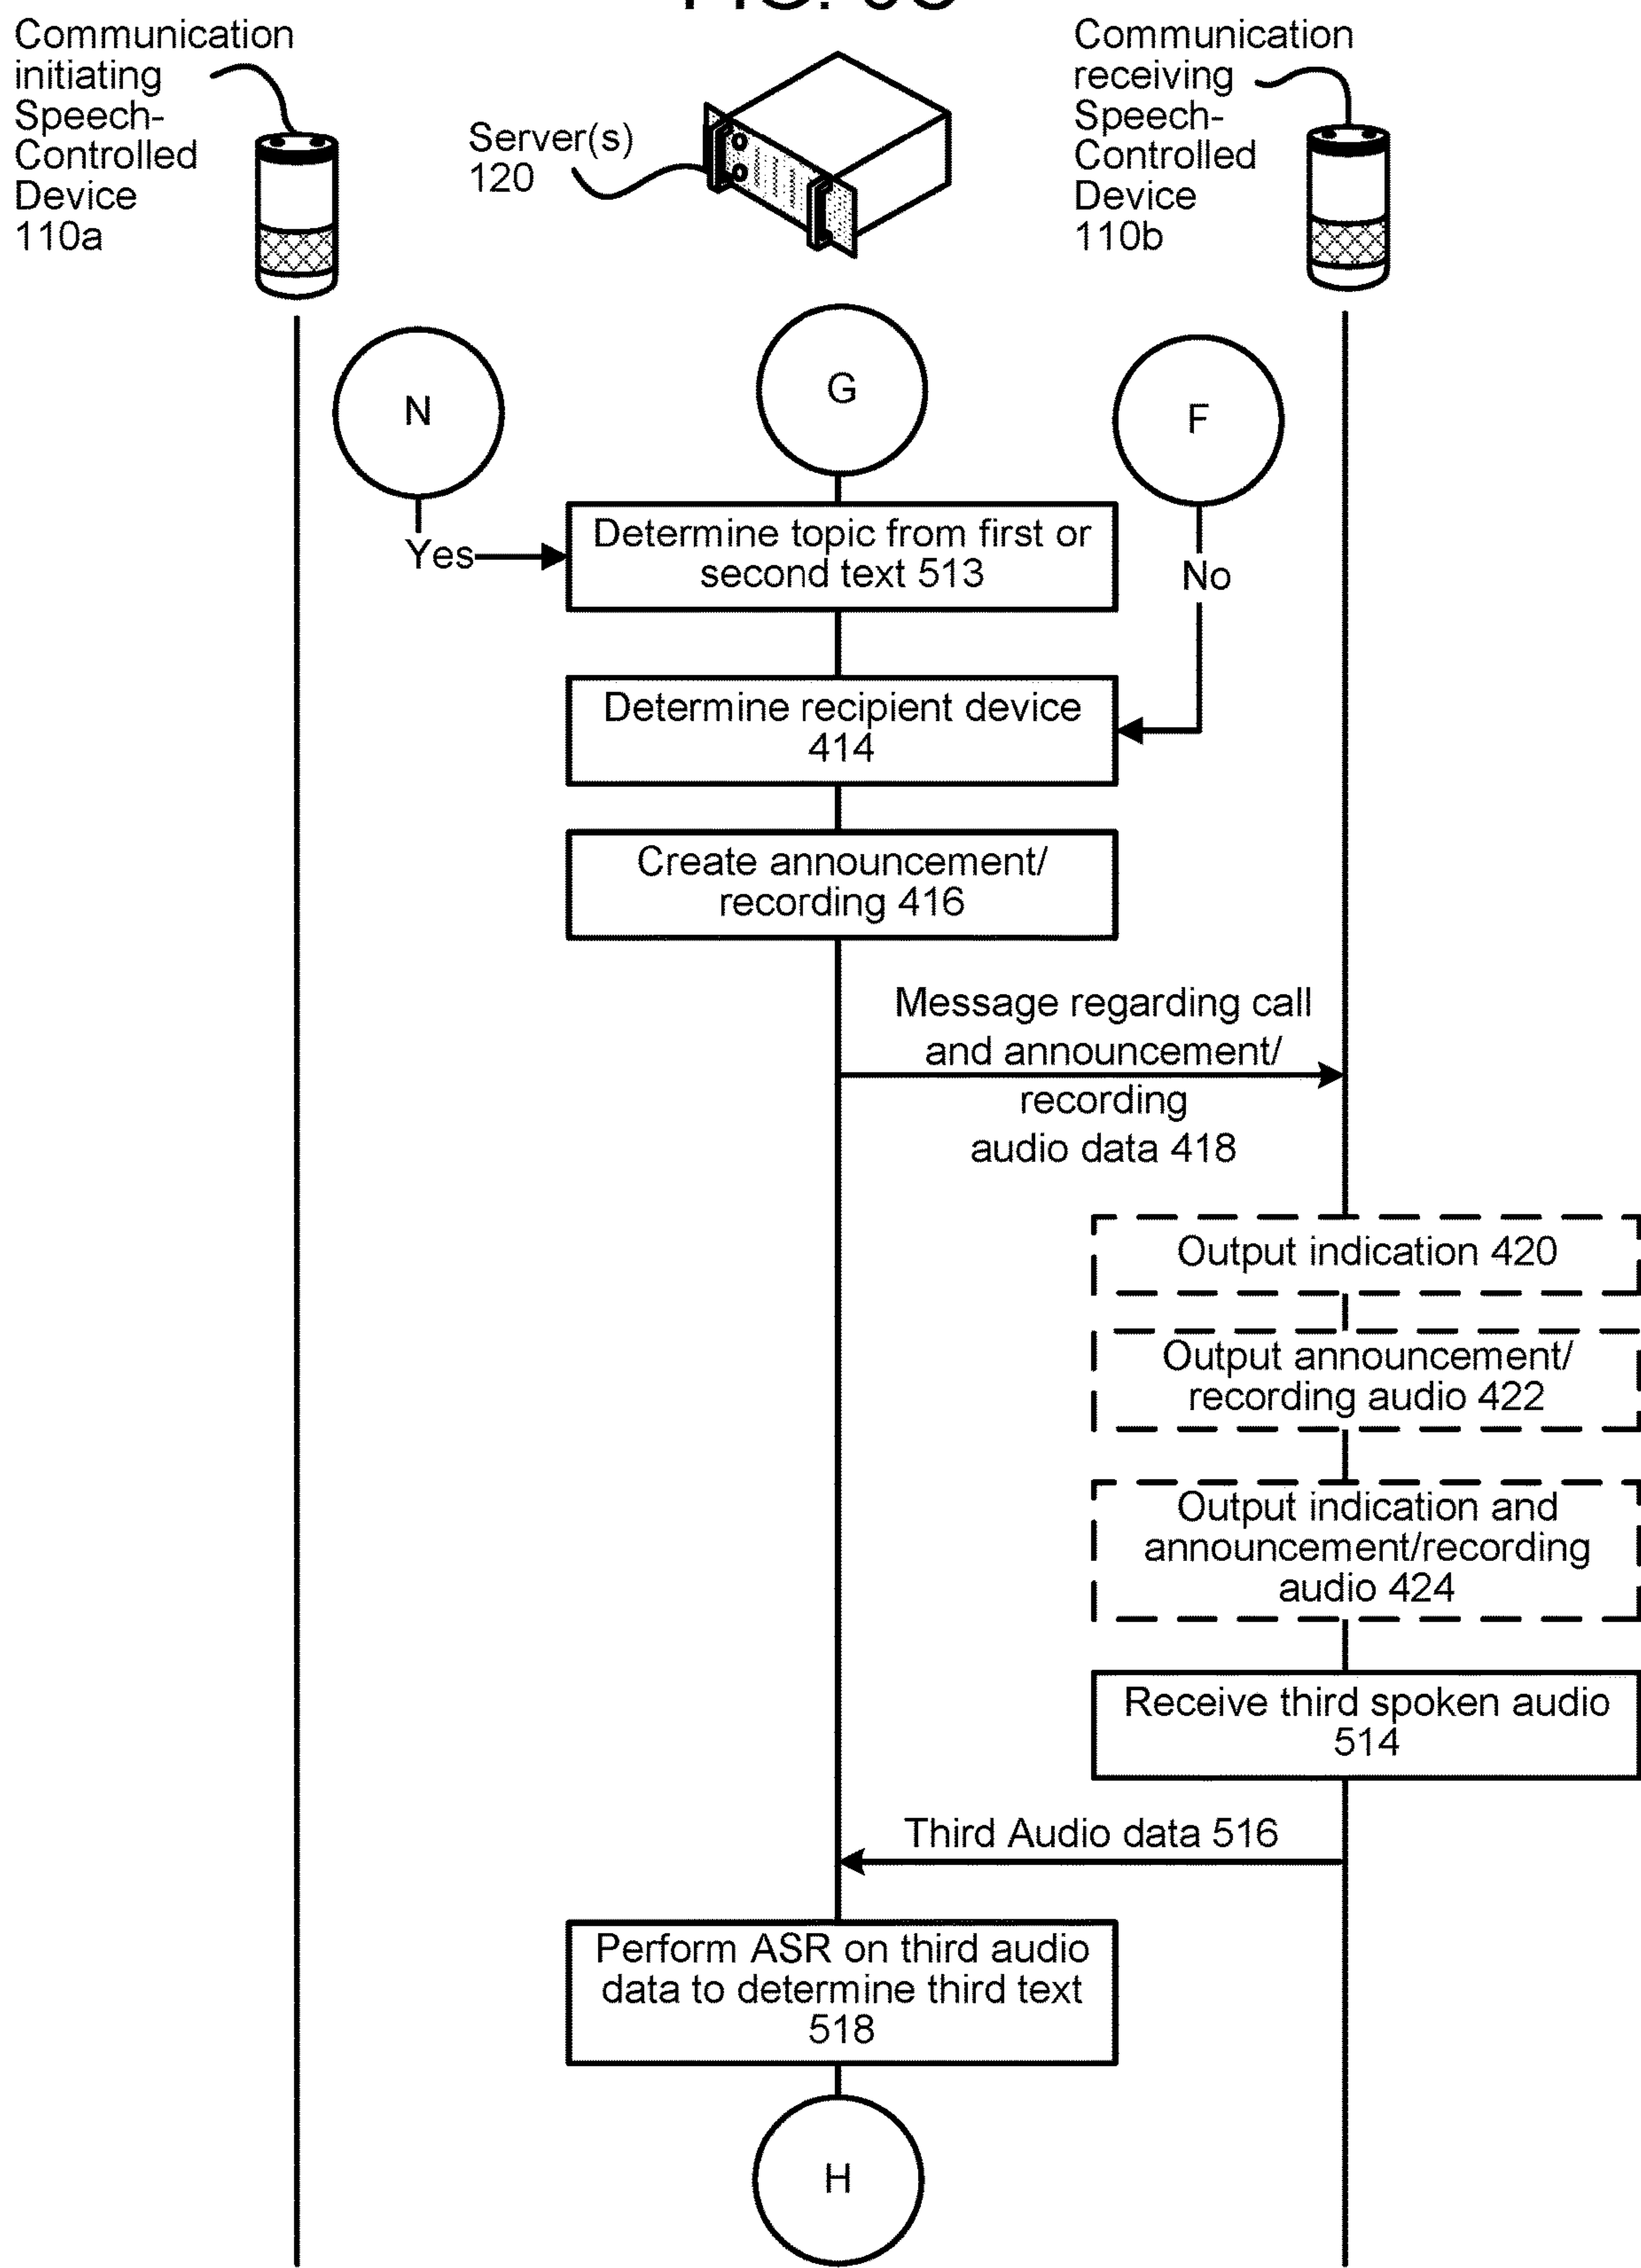 Communication
initiating
Speech-
Controlled
Device
110a
Server(s)
120
Communication
receiving
Speech-
Controlled
Device
110b
N
G
F
Yes
Determine topic from first or
second text 513
No
Determine recipient device
414
Create announcement/
recording 416
Message regarding call
and announcement/
recording
audio data 418
Output indication 420
Output announcement/
recording audio 422
Output indication and
announcement/recording
audio 424
Receive third spoken audio
514
Third Audio data 516
Perform ASR on third audio
data to determine third text
518
H